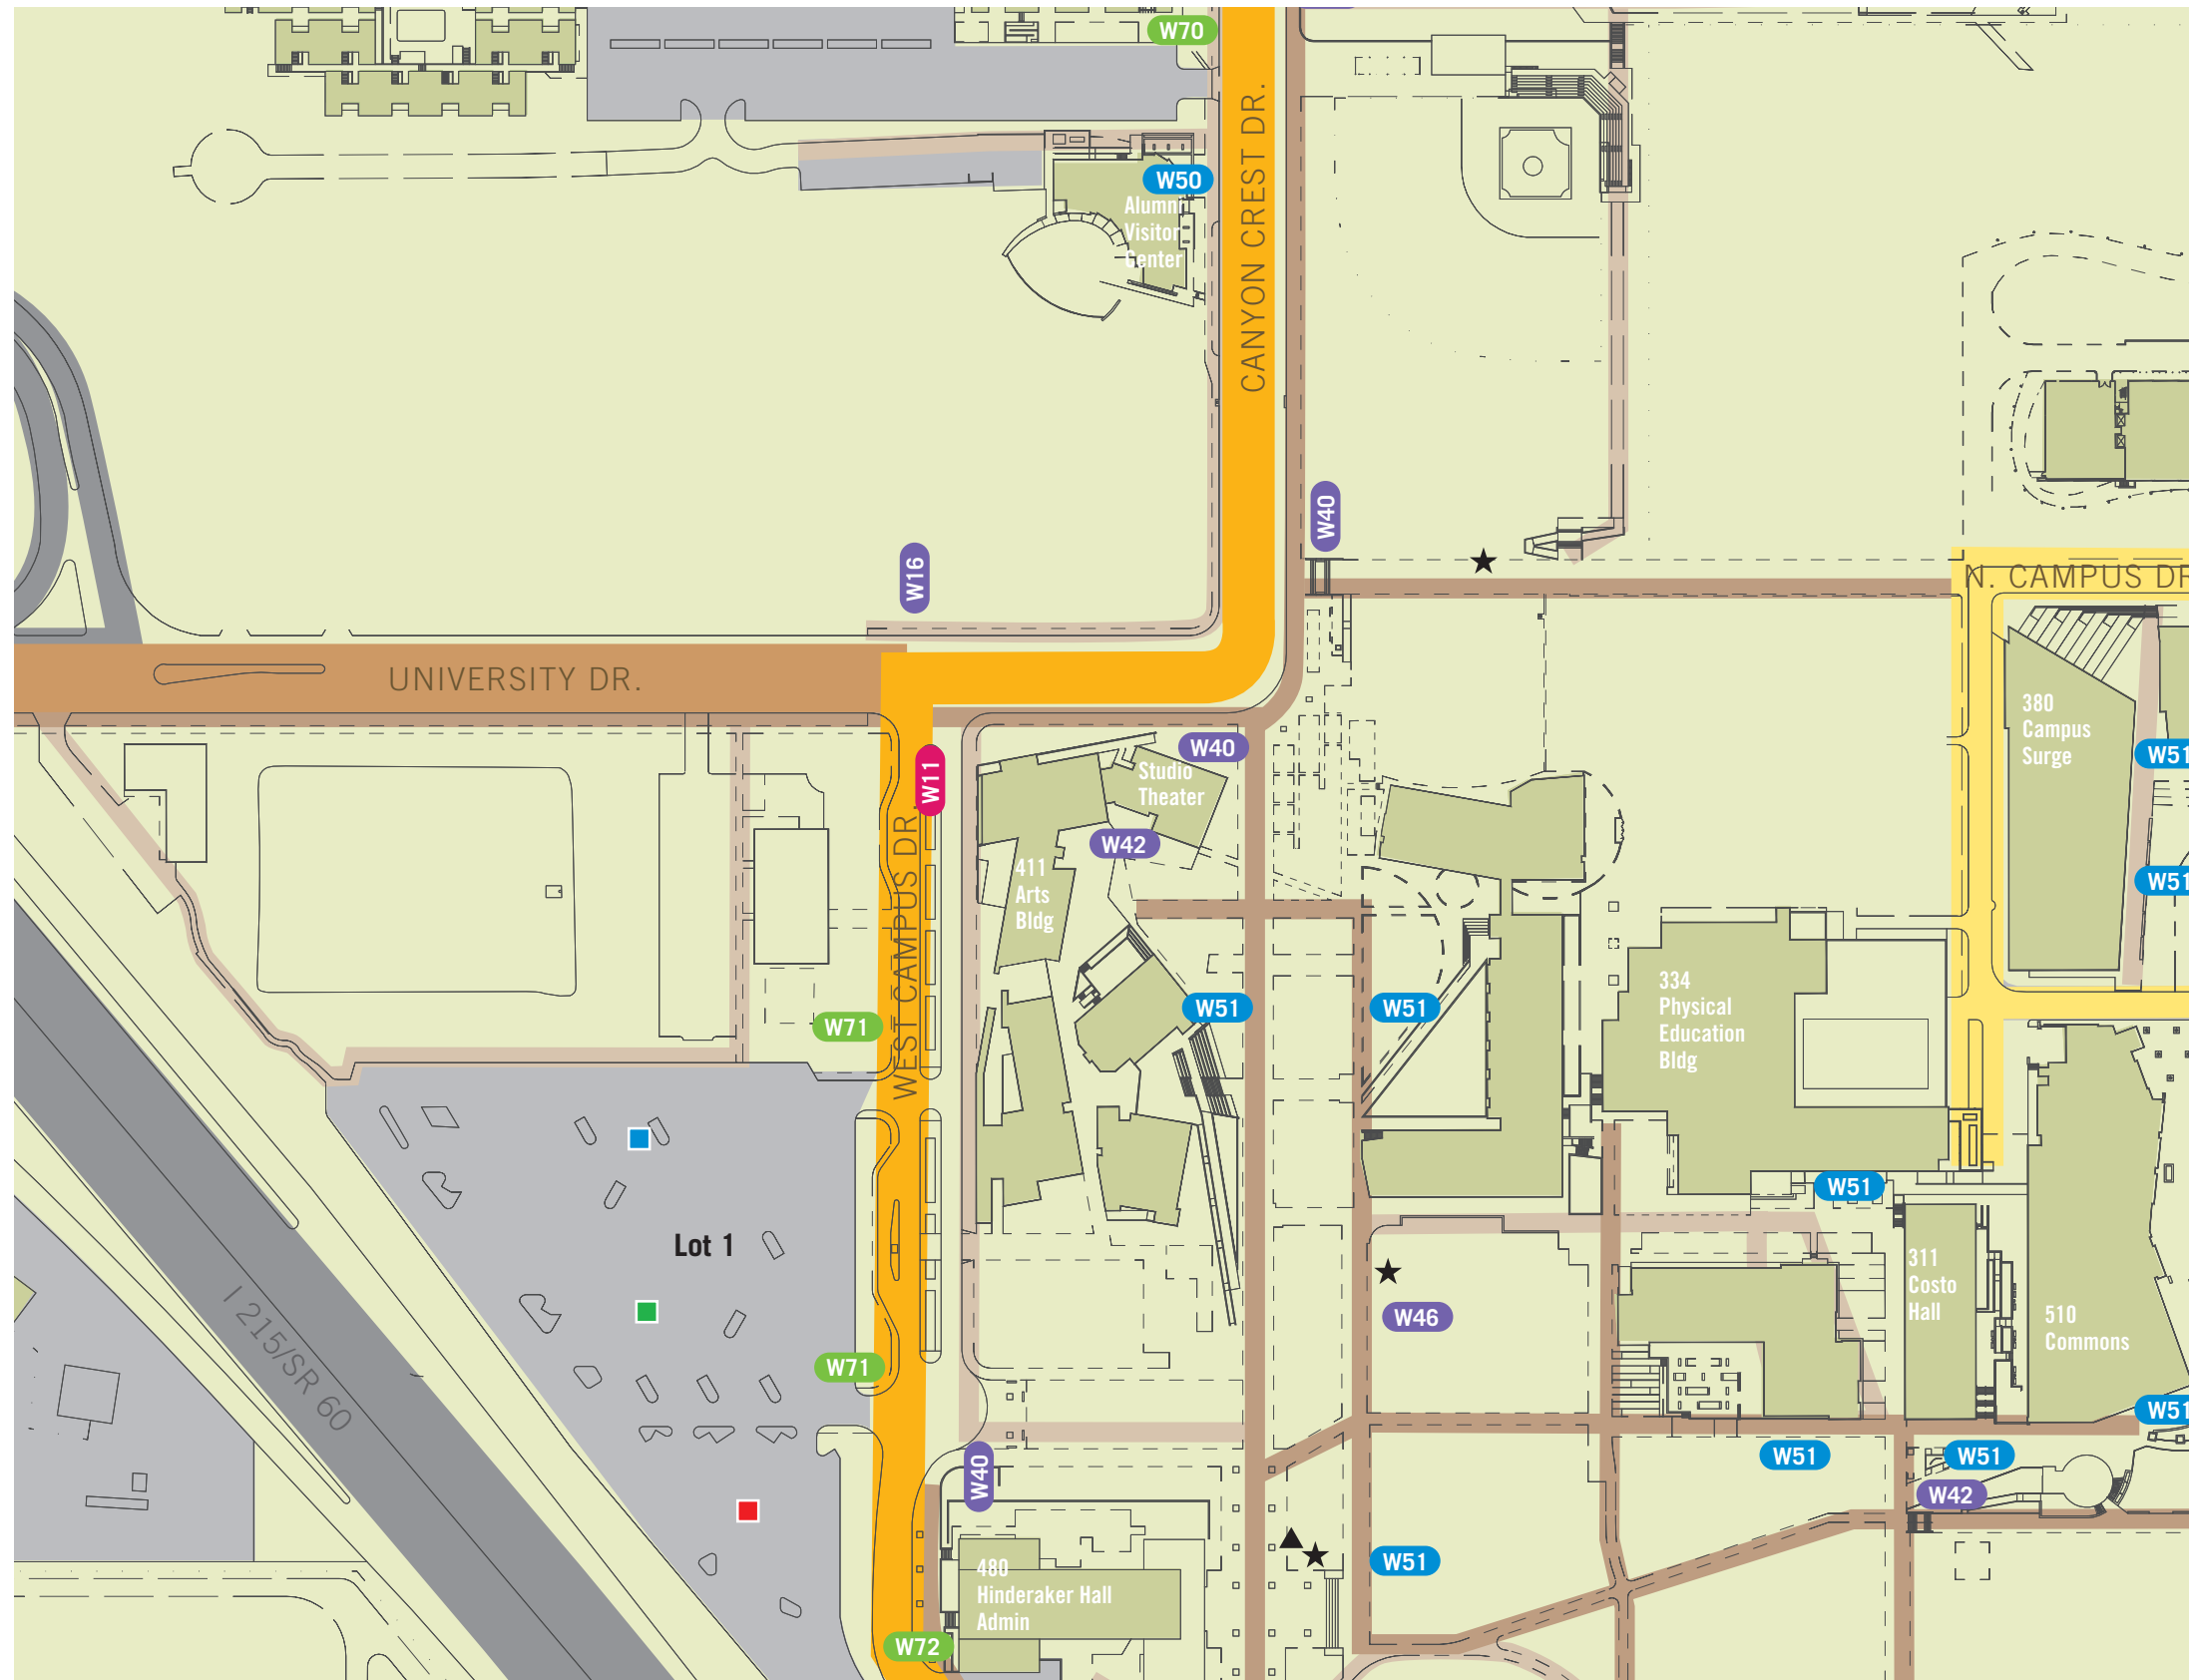 W70
CANYON CREST DR.
W50
Alumni
Visitor
Center
W40
W16
N. CAMPUS DR
UNIVERSITY DR.
380
Campus
Surge
W40
Studio
Theater
W51
W11
WEST CAMPUS DR.
W42
411
Arts
Bldg
W51
334
Physical
Education
Bldg
W51
W51
W71
W51
Lot 1
311
Costo
Hall
W46
510
Commons
I 215/SR 60
W71
W51
W40
W51
W51
W42
W51
480
Hinderaker Hall
Admin
W72